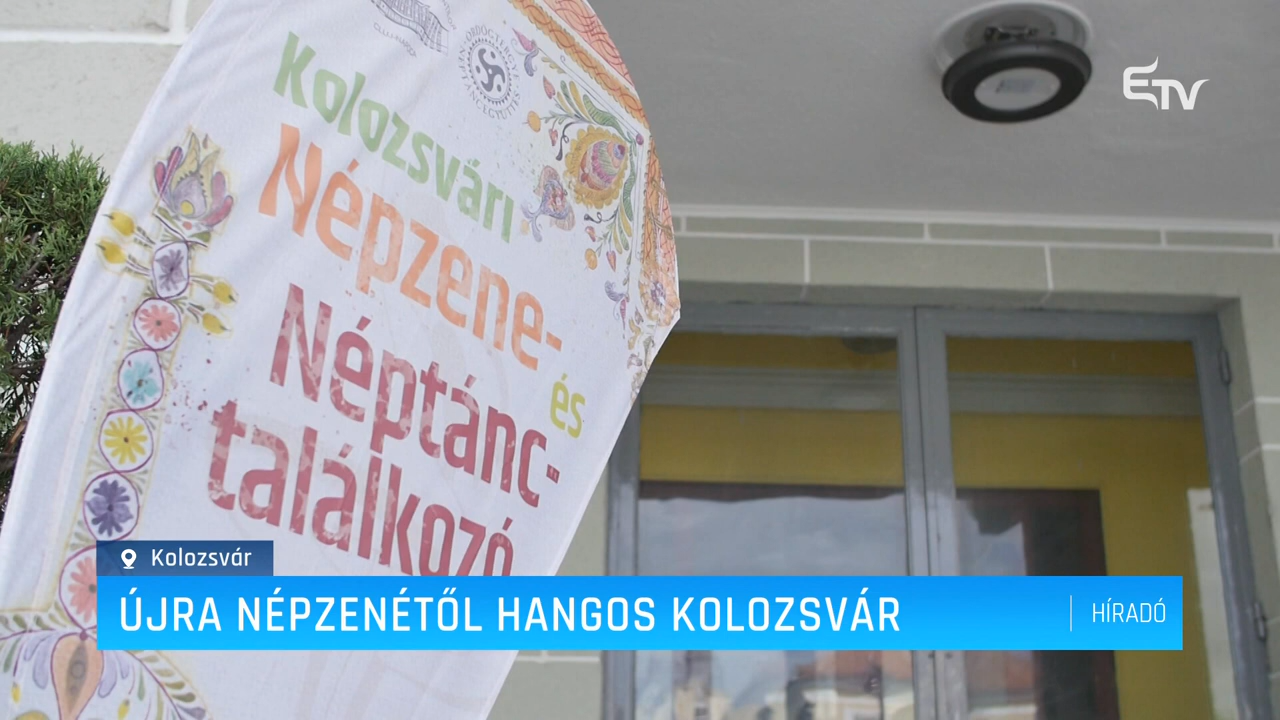 ETV
Kolozsvári
Népzene-
és
Néptánc-
találkozó
Kolozsvár
ÚJRA NÉPZENÉTŐL HANGOS KOLOZSVÁR
HÍRADÓ